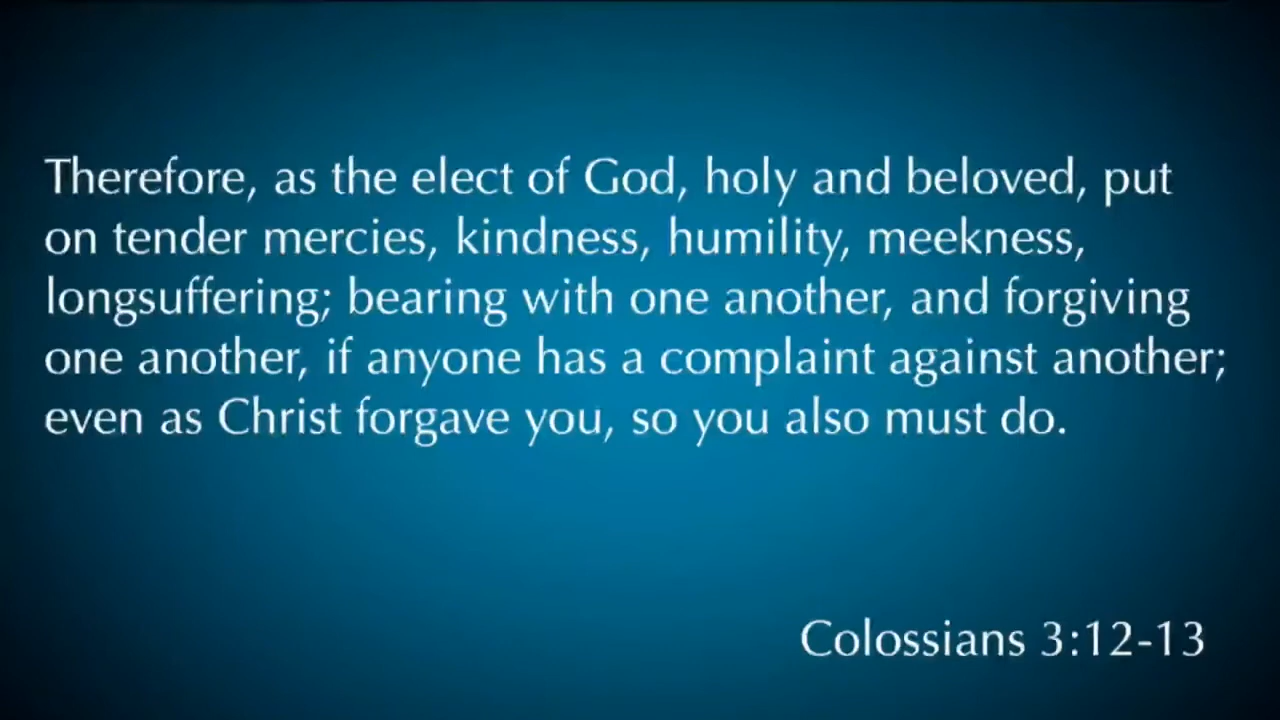 Therefore, as the elect of God, holy and beloved, put
on tender mercies, kindness, humility, meekness,
longsuffering; bearing with one another, and forgiving
one another, if anyone has a complaint against another;
even as Christ forgave you, so you also must do.
Colossians 3:12-13